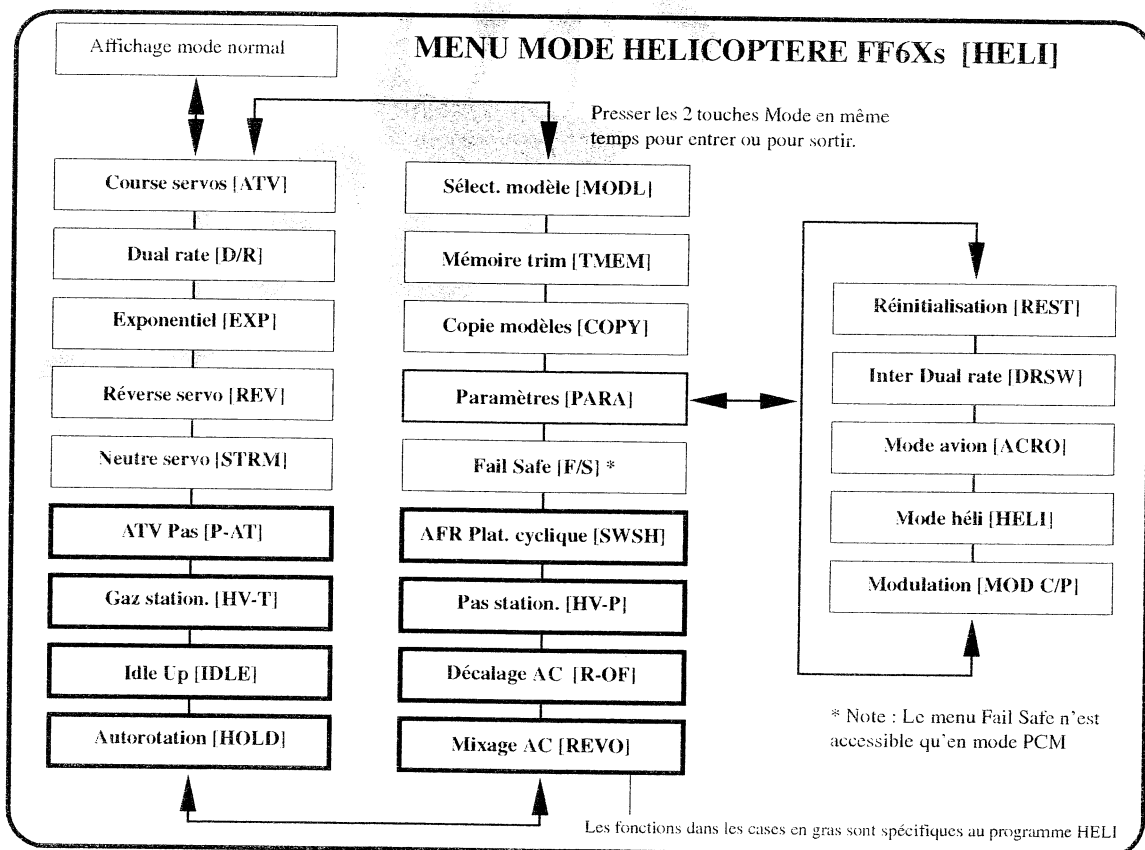 Affichage mode normal
MENU MODE HELICOPTERE FF6Xs [HELI]
Presser les 2 touches Mode en même
temps pour entrer ou pour sortir.
Course servos [ATV]
Dual rate [D/R]
Exponentiel [EXP]
Réverse servo [REV]
Neutre servo [STRM]
ATV Pas [P-AT]
Gaz station. [HV-T]
Idle Up [IDLE]
Autorotation [HOLD]
Sélect. modèle [MODL]
Mémoire trim [TMEM]
Copie modèles [COPY]
Paramètres [PARA]
Fail Safe [F/S] *
AFR Plat. cyclique [SWSH]
Pas station. [HV-P]
Décalage AC [R-OF]
Mixage AC [REVO]
Réinitialisation [REST]
Inter Dual rate [DRSW]
Mode avion [ACRO]
Mode héli [HELI]
Modulation [MOD C/P]
* Note : Le menu Fail Safe n'est
accessible qu'en mode PCM
Les fonctions dans les cases en gras sont spécifiques au programme HELI